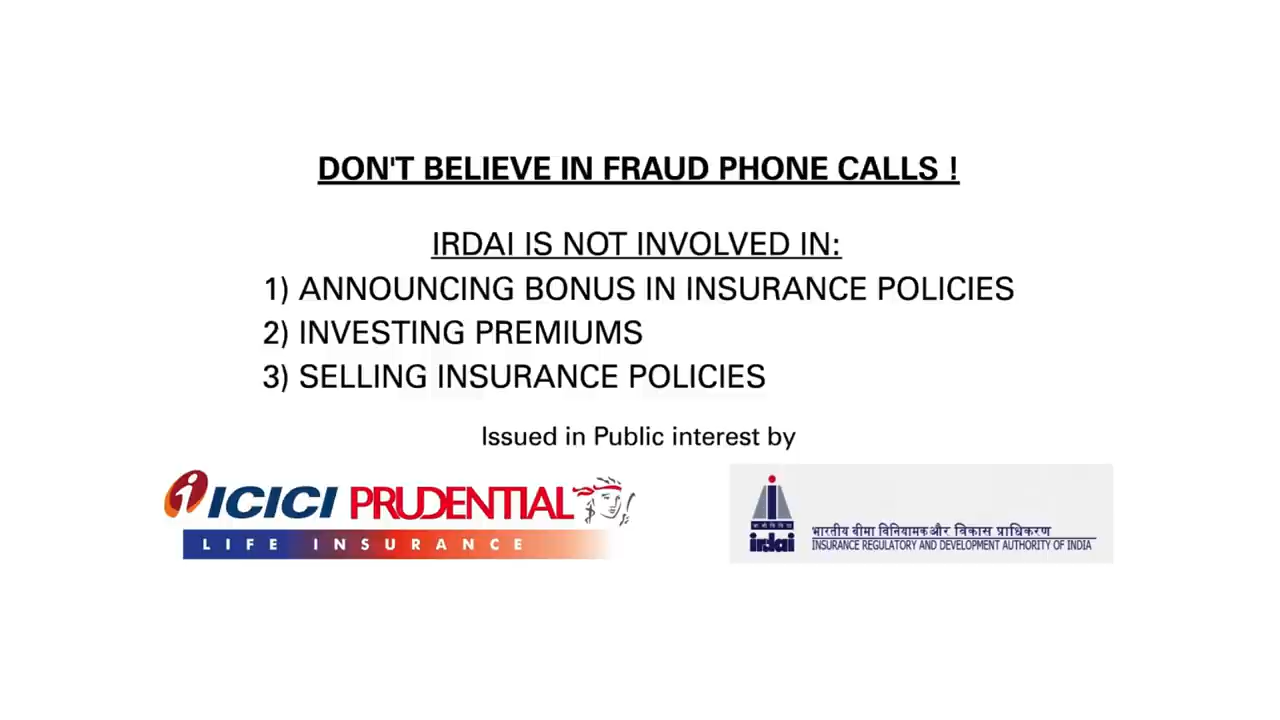 DON'T BELIEVE IN FRAUD PHONE CALLS !
IRDAI IS NOT INVOLVED IN:
1) ANNOUNCING BONUS IN INSURANCE POLICIES
2) INVESTING PREMIUMS
3) SELLING INSURANCE POLICIES
Issued in Public interest by
ICICI PRUDENTIAL
LIFE INSURANCE
irdai
भारतीय बीमा विनियामक और विकास प्राधिकरण
INSURANCE REGULATORY AND DEVELOPMENT AUTHORITY OF INDIA